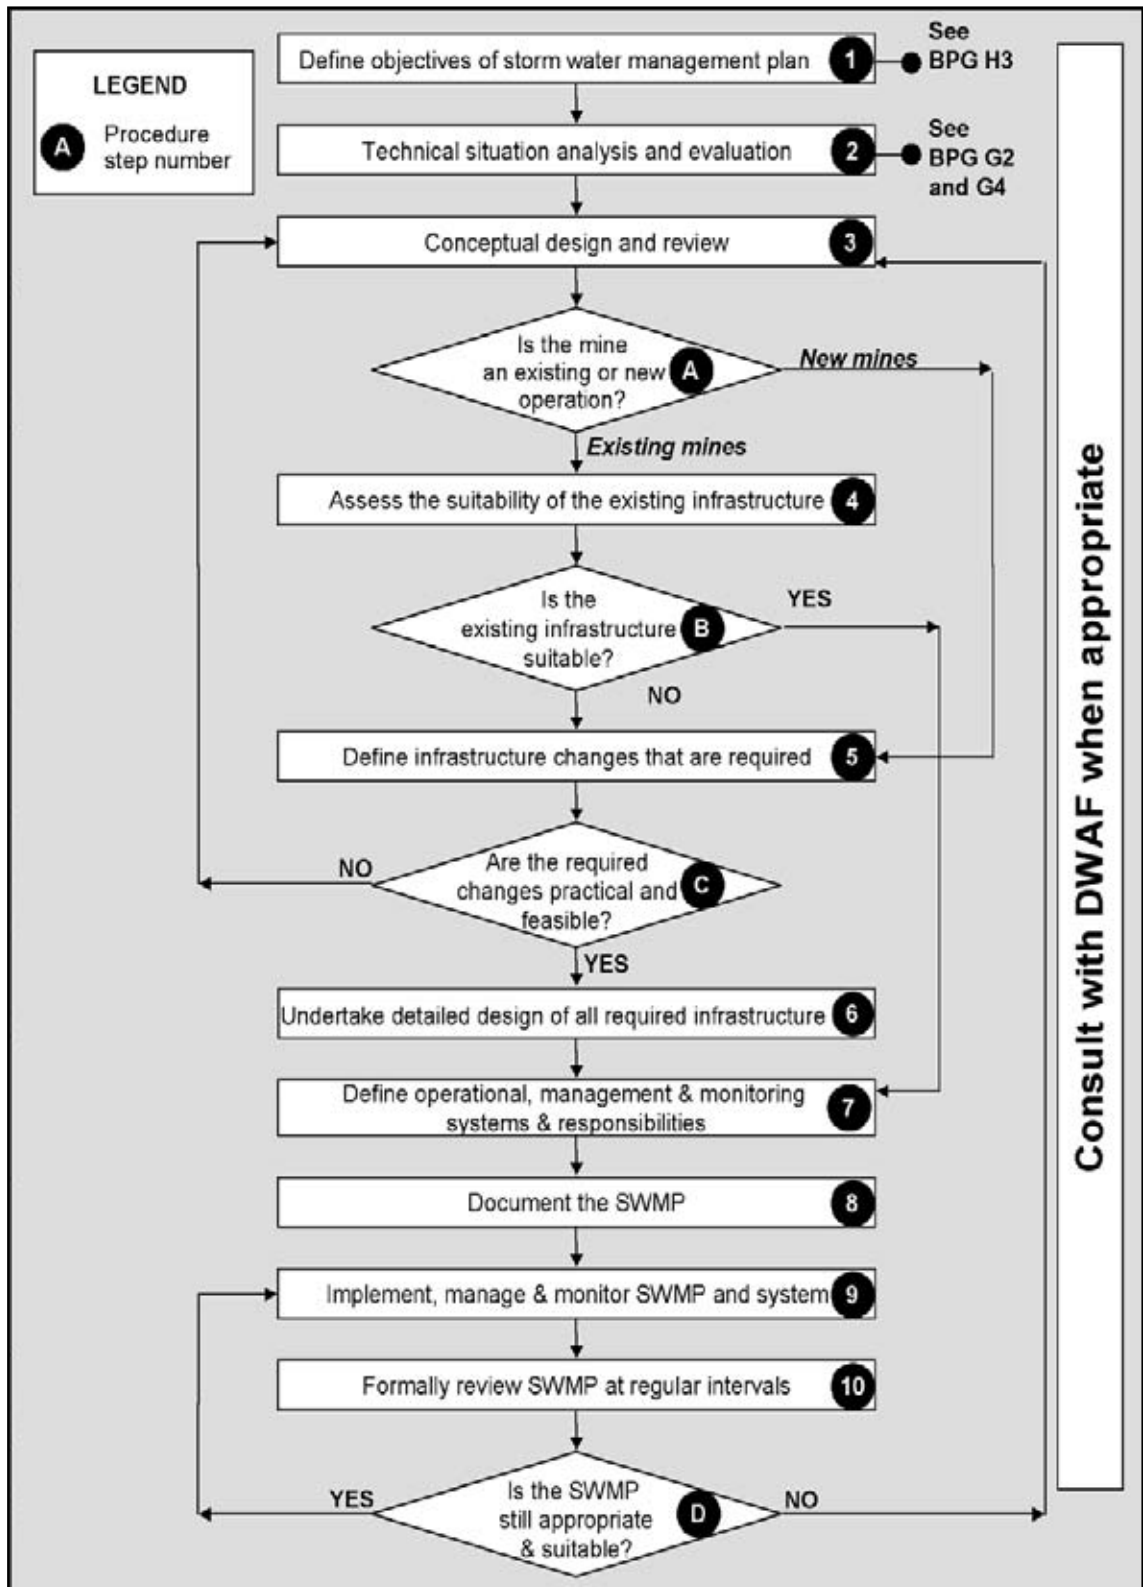 LEGEND
A
Procedure
step number
Define objectives of storm water management plan 1
See
BPG H3
Technical situation analysis and evaluation 2
See
BPG G2
and G4
Conceptual design and review 3
Is the mine
an existing or new
operation?
A
New mines
Existing mines
Assess the suitability of the existing infrastructure 4
Is the
existing infrastructure
suitable?
B
YES
NO
Define infrastructure changes that are required 5
Are the required
changes practical and
feasible?
C
NO
YES
Undertake detailed design of all required infrastructure 6
Define operational, management & monitoring
systems & responsibilities
7
Document the SWMP 8
Implement, manage & monitor SWMP and system 9
Formally review SWMP at regular intervals 10
Is the SWMP
still appropriate
& suitable?
D
YES
NO
Consult with DWAF when appropriate